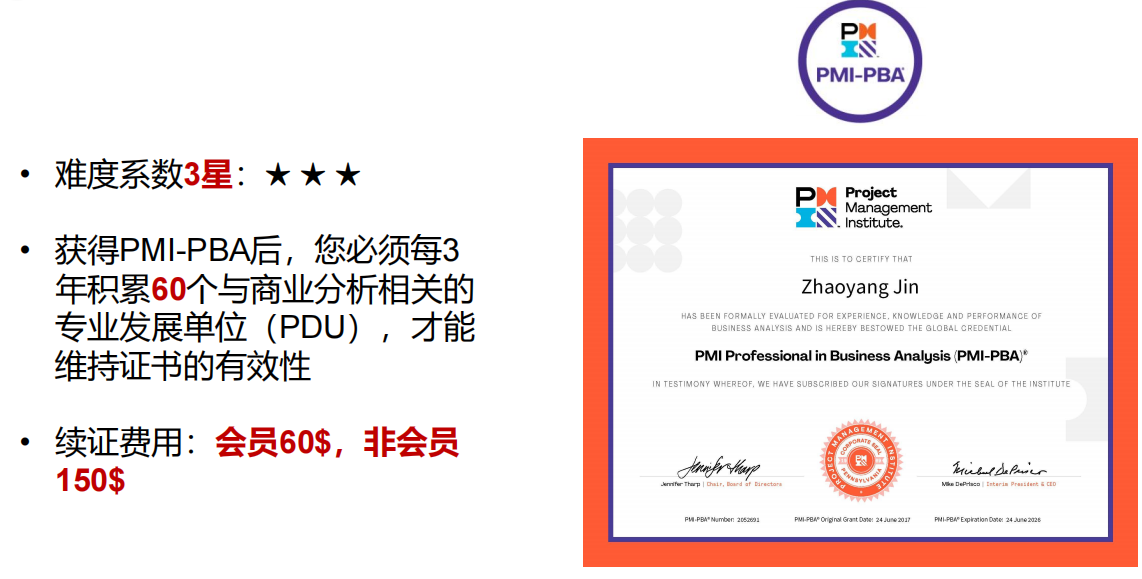 PMI-PBA®
• 难度系数3星：★ ★ ★
• 获得PMI-PBA后，您必须每3
年积累60个与商业分析相关的
专业发展单位（PDU），才能
维持证书的有效性
• 续证费用：会员60$，非会员
150$
Project
Management
Institute.
THIS IS TO CERTIFY THAT
Zhaoyang Jin
HAS BEEN FORMALLY EVALUATED FOR EXPERIENCE, KNOWLEDGE AND PERFORMANCE OF
BUSINESS ANALYSIS AND IS HEREBY BESTOWED THE GLOBAL CREDENTIAL
PMI Professional in Business Analysis (PMI-PBA)®
IN TESTIMONY WHEREOF, WE HAVE SUBSCRIBED OUR SIGNATURES UNDER THE SEAL OF THE INSTITUTE
PROJECT MANAGEMENT INSTITUTE
CORPORATE SEAL
PENNSYLVANIA
Jennifer Tharp
Mike DePrisco
Jennifer Tharp | Chair, Board of Directors
Mike DePrisco | Interim President & CEO
PMI-PBA® Number: 2052691
PMI-PBA® Original Grant Date: 24 June 2017
PMI-PBA® Expiration Date: 24 June 2026